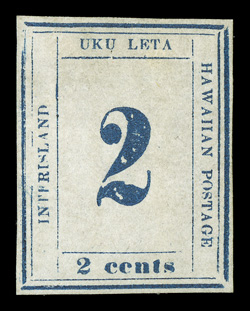 UKU LETA
INTERISLAND
2
HAWAIIAN POSTAGE
2 cents